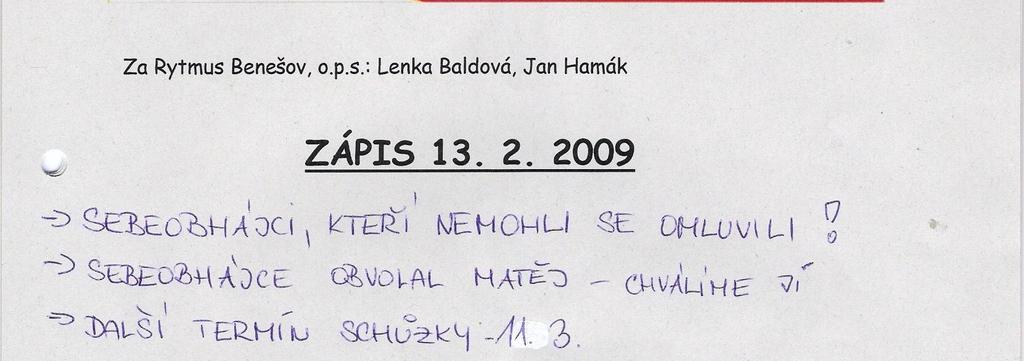 Za Rytmus Benešov, o.p.s.: Lenka Baldová, Jan Hamák
ZÁPIS 13. 2. 2009
→ SEBEOBHÁJCI, KTEŘÍ NEMOHLI SE OMLUVILI!
→ SEBEOBHÁJCE OBVOLAL MATĚJ – CHVÁLÍME JÍ
→ DALŠÍ TERMÍN SCHŮZKY - 11. 3.